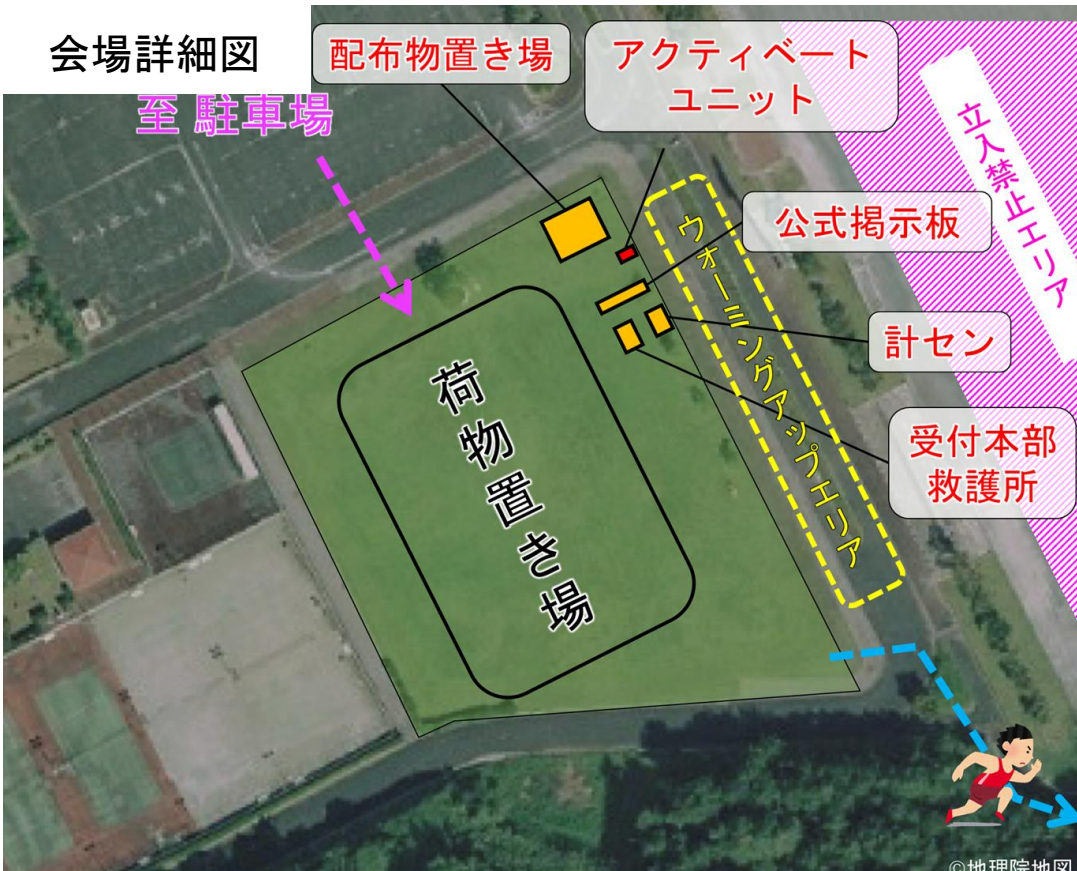 会場詳細図
配布物置き場
アクティベート
ユニット
至 駐車場
立入禁止エリア
公式掲示板
ウォーミングアップエリア
計セン
荷物置き場
受付本部
救護所
©地理院地図